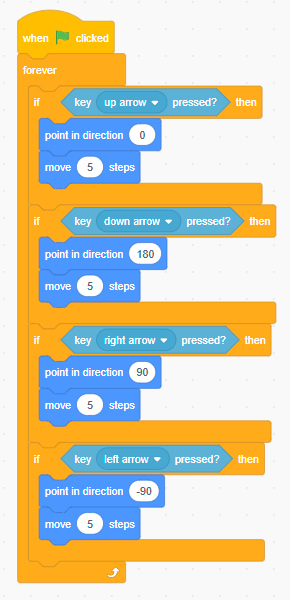 when clicked
forever
if key up arrow pressed? then
point in direction 0
move 5 steps
if key down arrow pressed? then
point in direction 180
move 5 steps
if key right arrow pressed? then
point in direction 90
move 5 steps
if key left arrow pressed? then
point in direction -90
move 5 steps